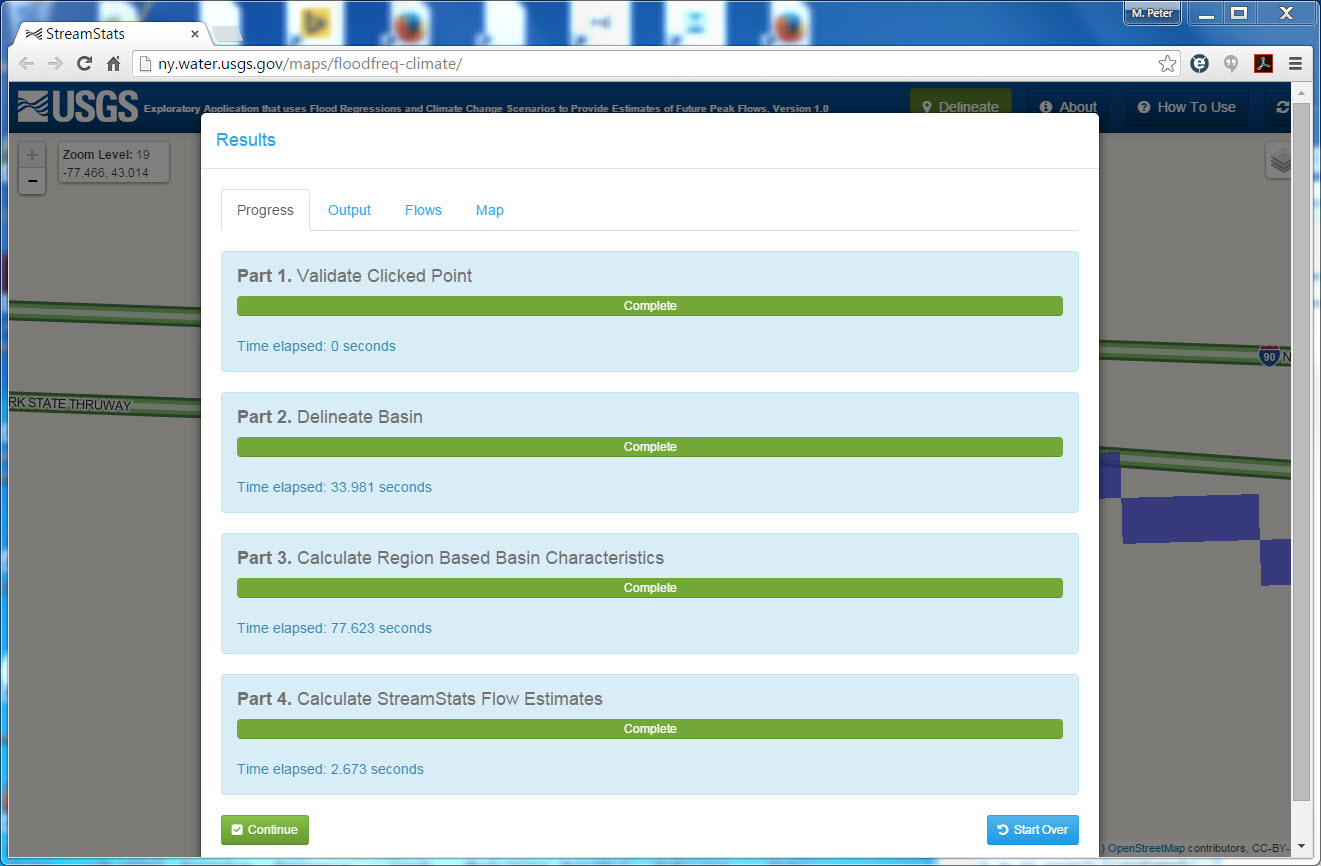 M. Peter
StreamStats
ny.water.usgs.gov/maps/floodfreq-climate/
USGS
Exploratory Application that uses Flood Regressions and Climate Change Scenarios to Provide Estimates of Future Peak Flows, Version 1.0
Delineate
About
How To Use
+
Zoom Level: 19
-77.466, 43.014
−
Results
Progress
Output
Flows
Map
Part 1. Validate Clicked Point
Complete
Time elapsed: 0 seconds
90 N
RK STATE THRUWAY
Part 2. Delineate Basin
Complete
Time elapsed: 33.981 seconds
Part 3. Calculate Region Based Basin Characteristics
Complete
Time elapsed: 77.623 seconds
Part 4. Calculate StreamStats Flow Estimates
Complete
Time elapsed: 2.673 seconds
Continue
Start Over
) OpenStreetMap contributors, CC-BY-